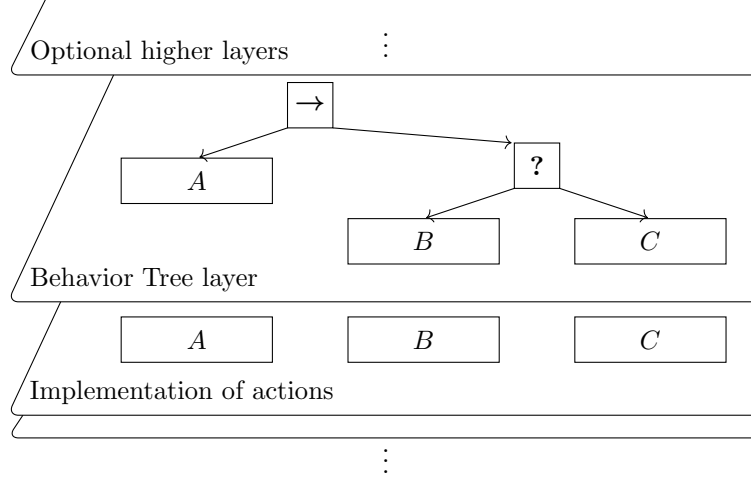 Optional higher layers
⋮
→
?
A
B
C
Behavior Tree layer
A B C
Implementation of actions
⋮